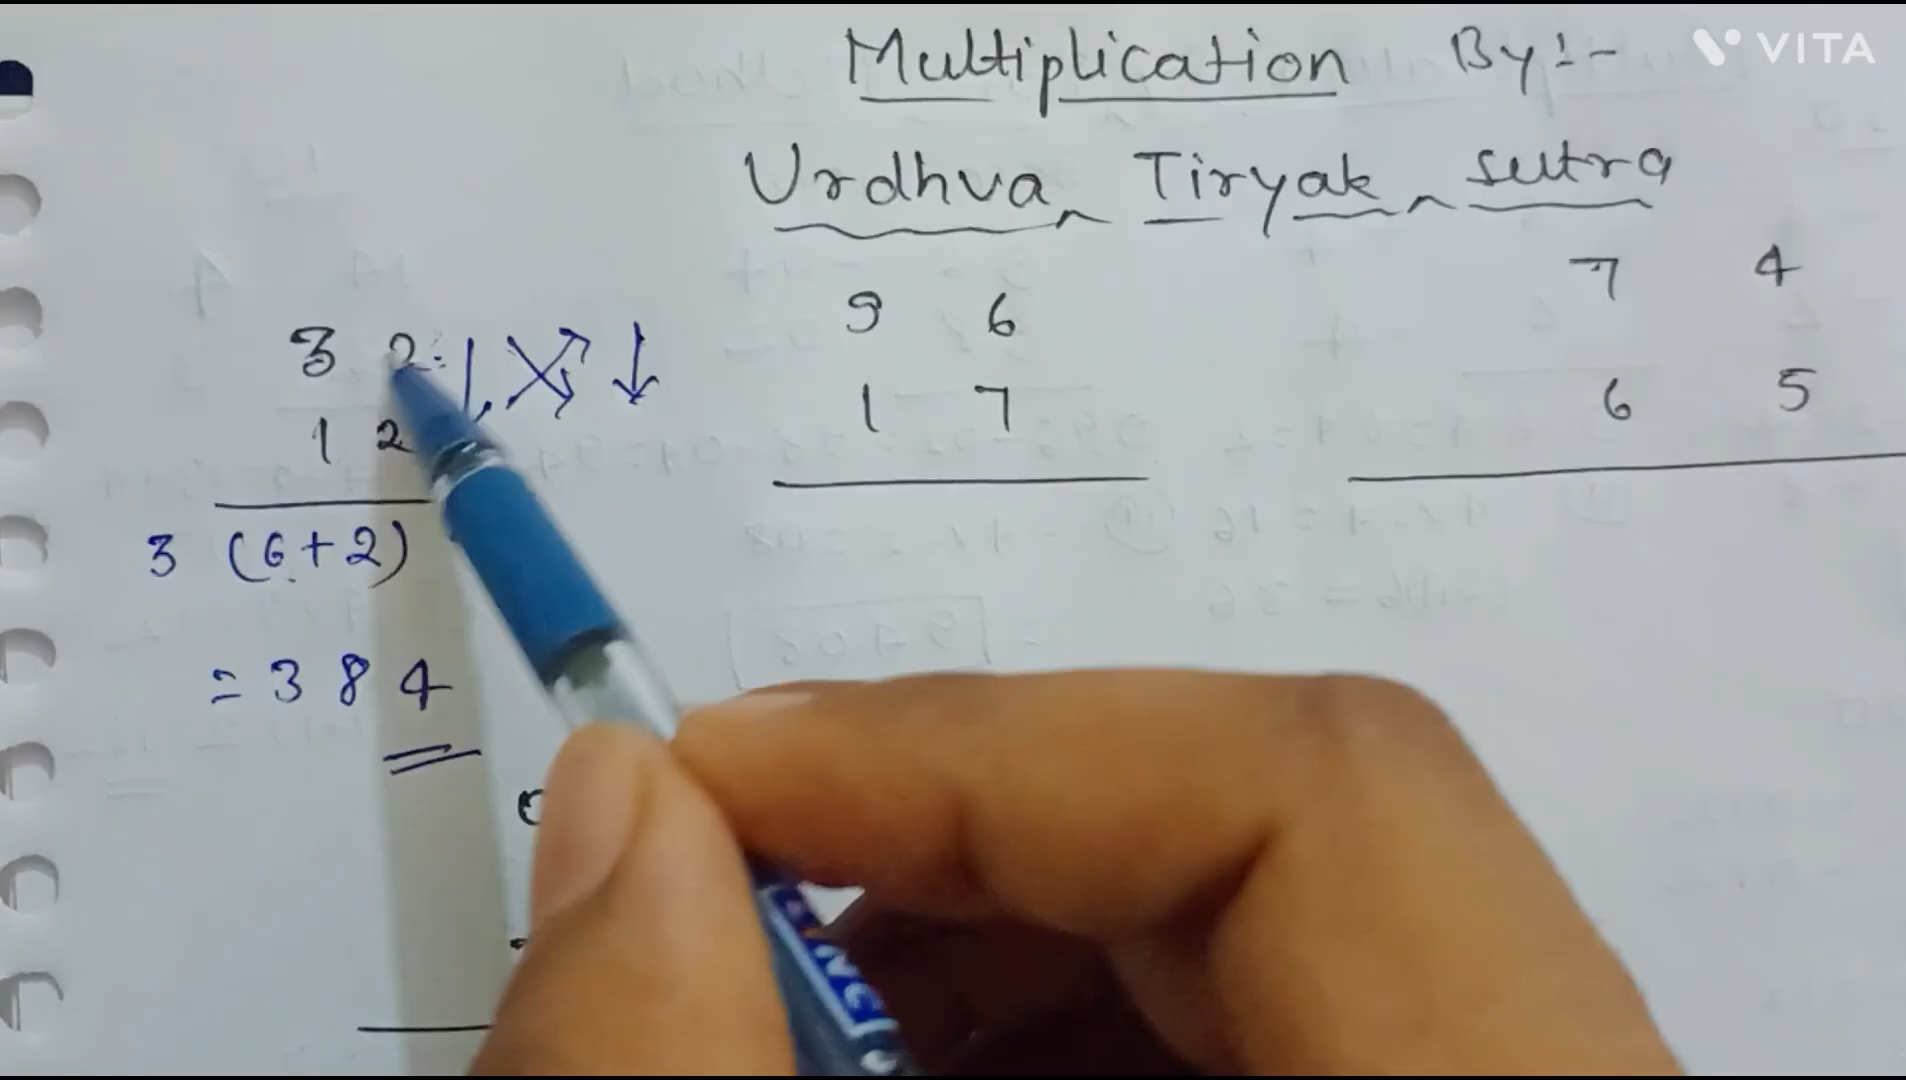 Multiplication By:-
VITA
Urdhva Tiryak sutra
3 2
1 2
3 (6+2)
= 3 8 4
9 6
1 7
7 4
6 5